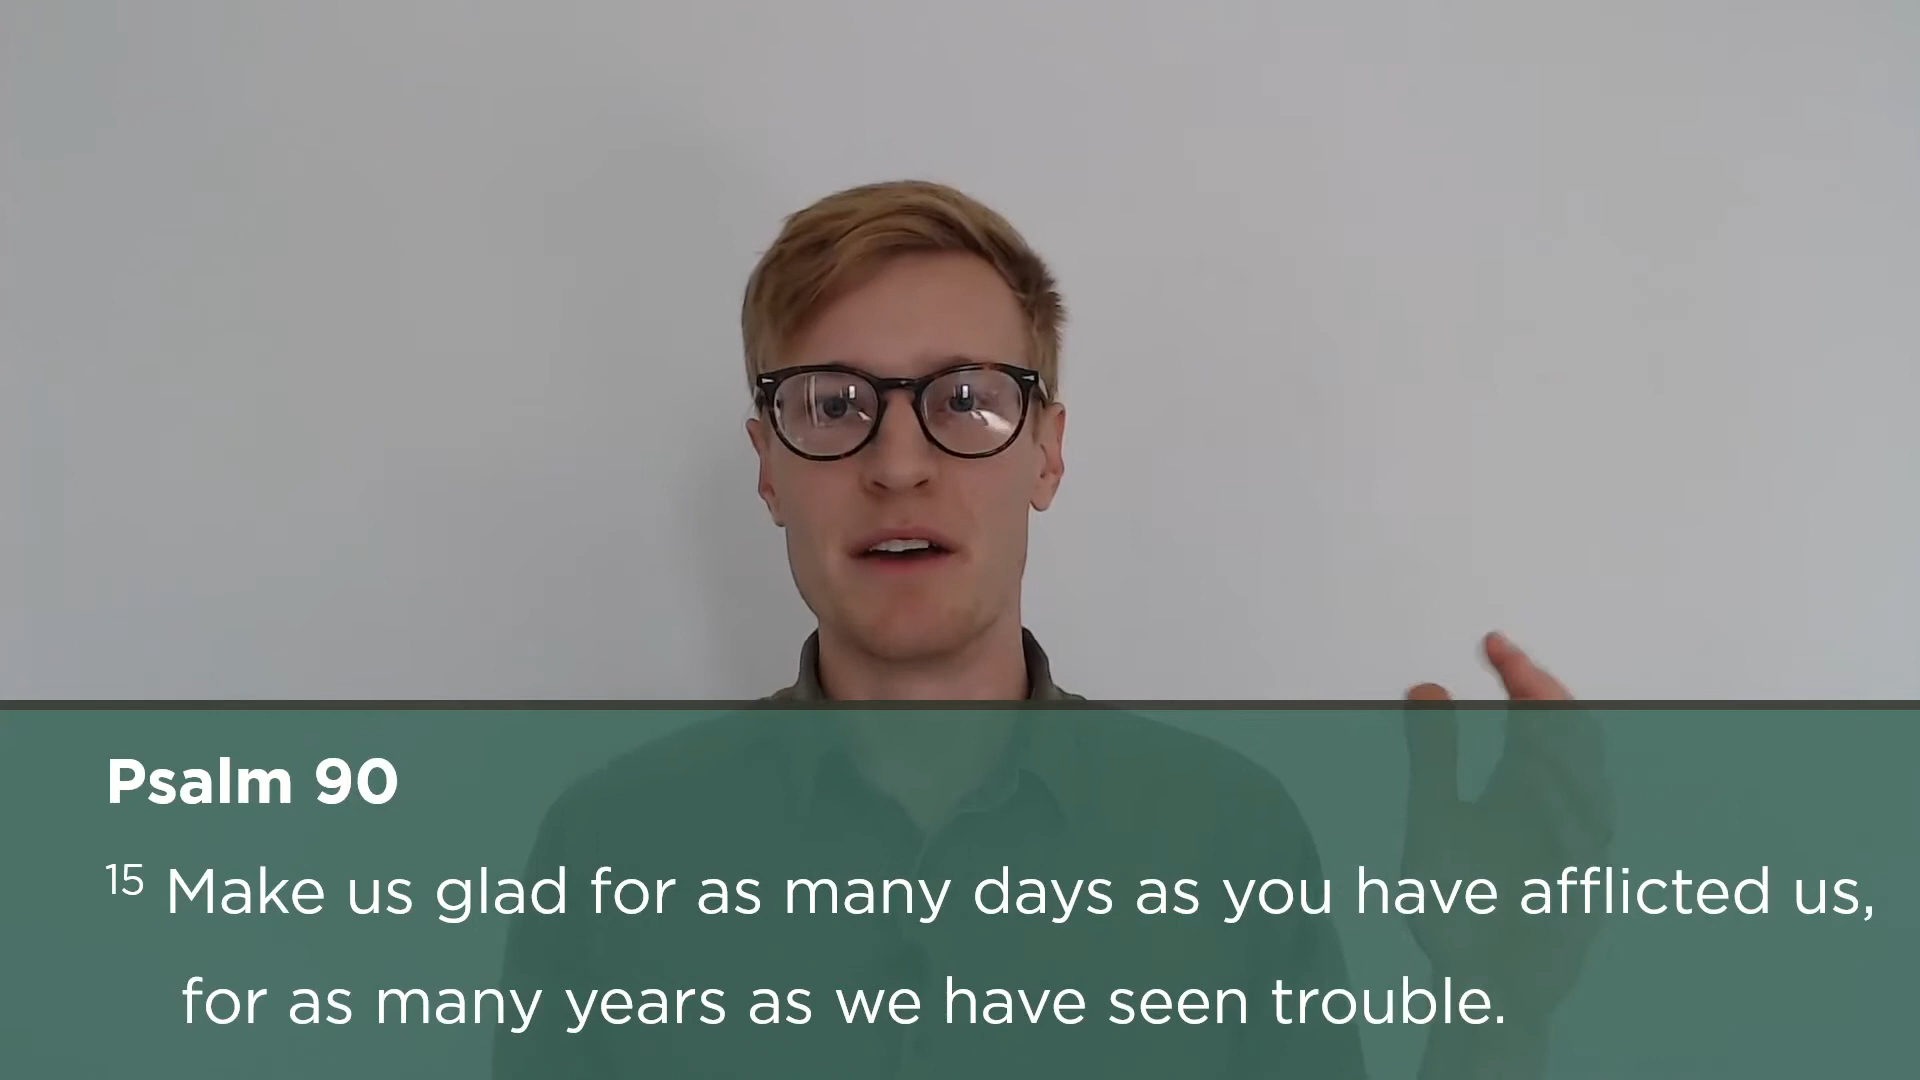 Psalm 90
15 Make us glad for as many days as you have afflicted us,
for as many years as we have seen trouble.